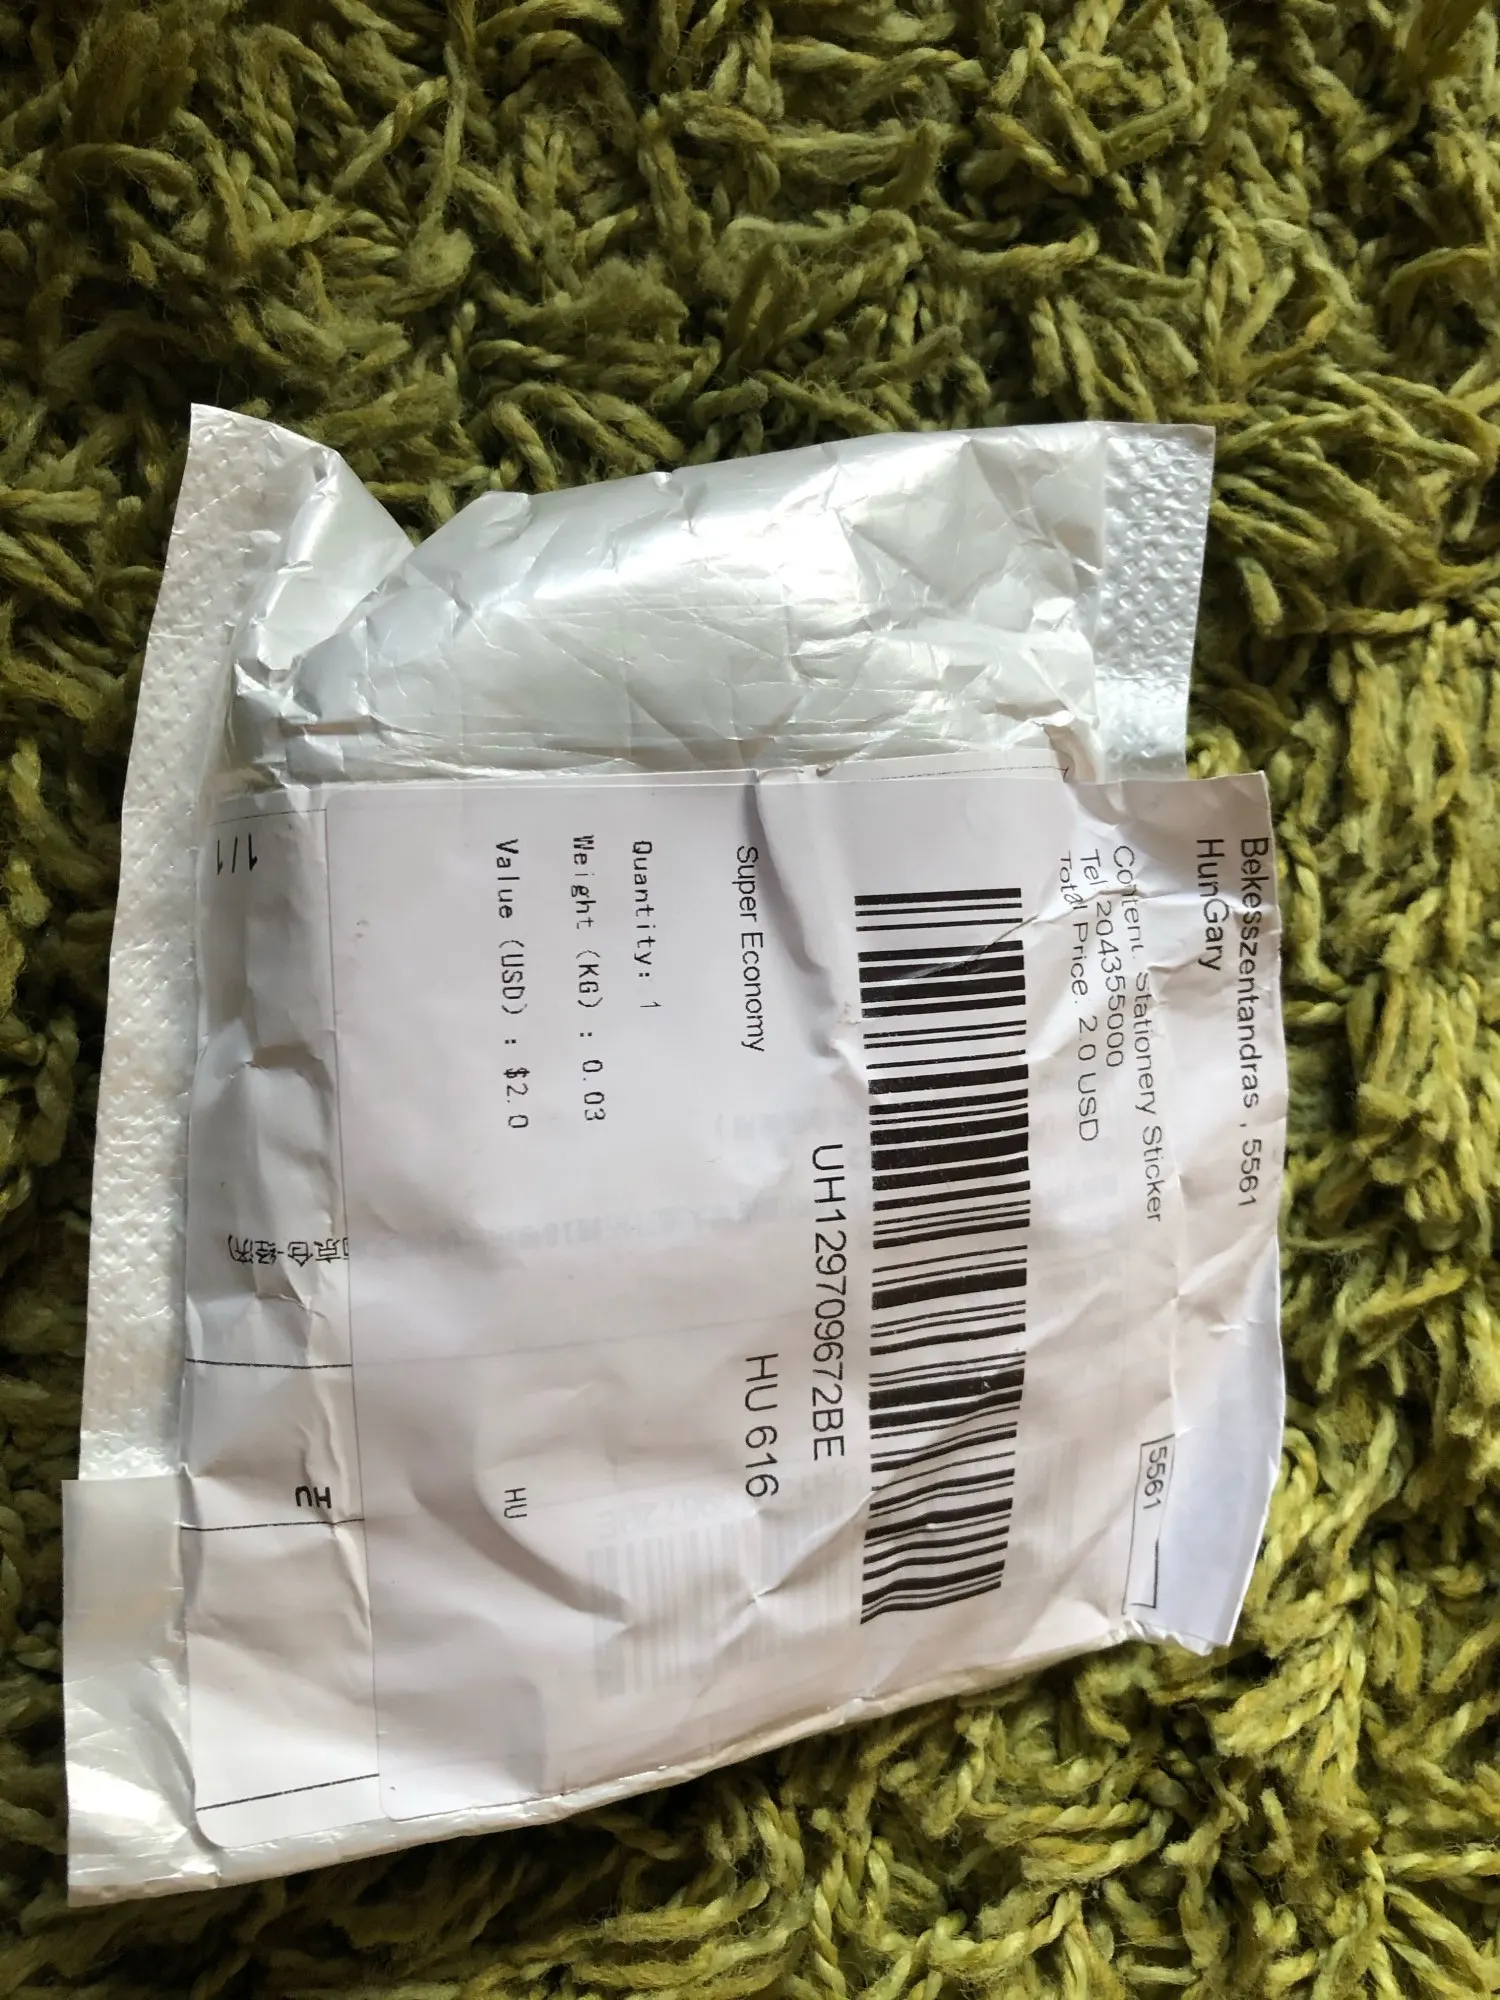 Bekesszentandras , 5561
HunGary
5561
Content: Stationery Sticker
Tel 204355000
Total Price: 2.0 USD
UH129709672BE
Super Economy
HU 616
Quantity: 1
Weight (KG) : 0.03
Value (USD) : $2.0
HU
1/1